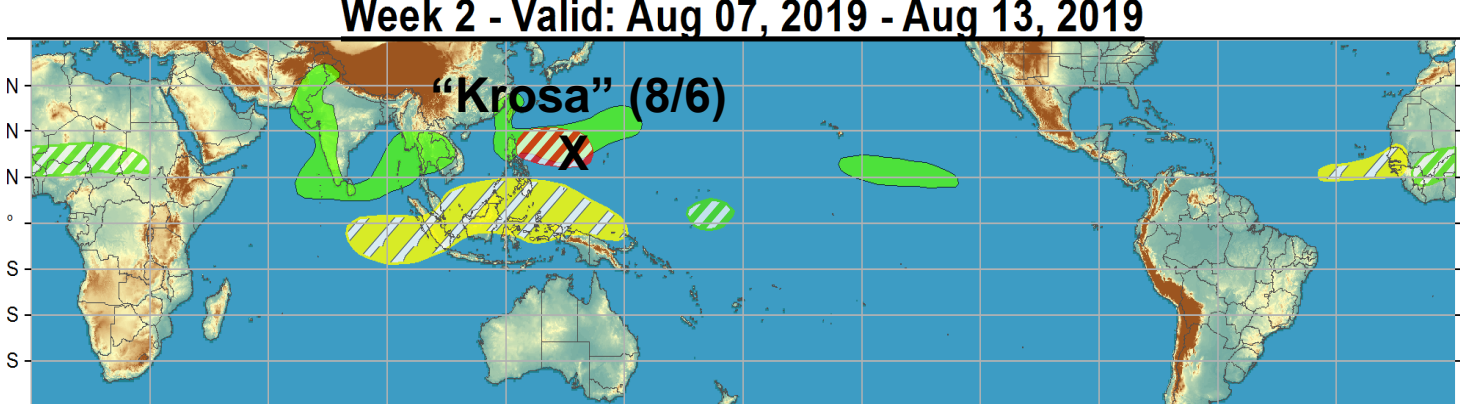 Week 2 - Valid: Aug 07, 2019 - Aug 13, 2019
“Krosa” (8/6)
N
N
X
N
°
S
S
S